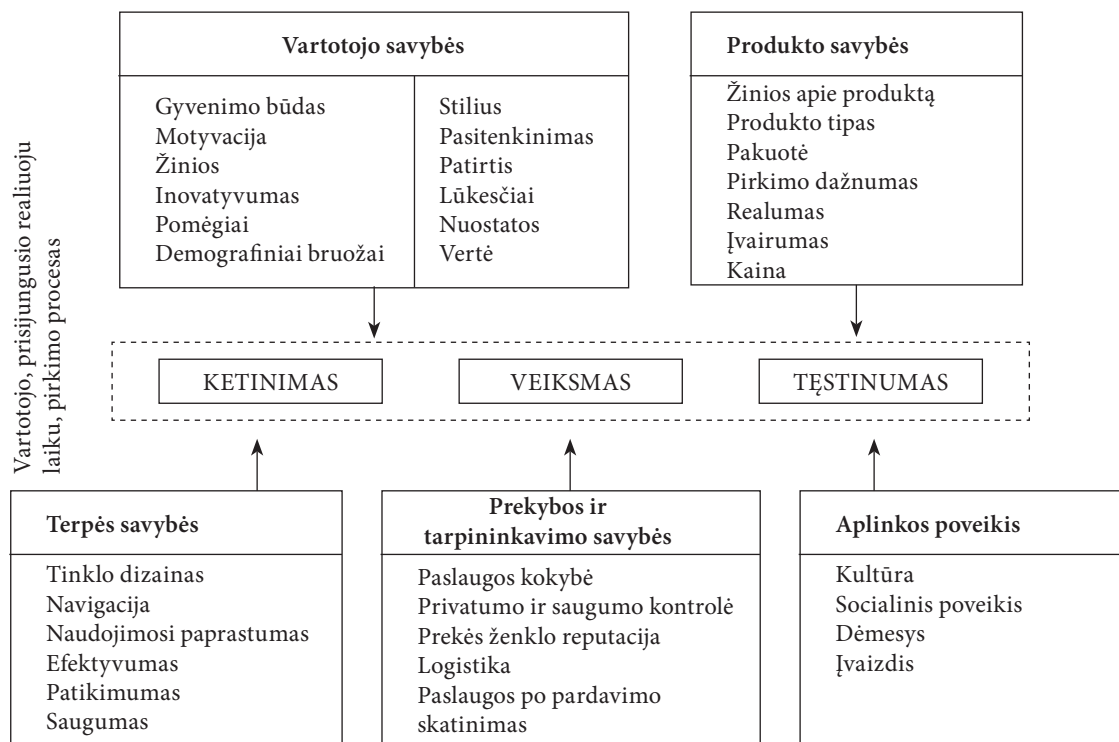 Vartotojo savybės
Gyvenimo būdas
Motyvacija
Žinios
Inovatyvumas
Pomėgiai
Demografiniai bruožai
Stilius
Pasitenkinimas
Patirtis
Lūkesčiai
Nuostatos
Vertė
Produkto savybės
Žinios apie produktą
Produkto tipas
Pakuotė
Pirkimo dažnumas
Realumas
Įvairumas
Kaina
Vartotojo, prisijungusio realiuoju
laiku, pirkimo procesas
KETINIMAS
VEIKSMAS
TĘSTINUMAS
Terpės savybės
Tinklo dizainas
Navigacija
Naudojimosi paprastumas
Efektyvumas
Patikimumas
Saugumas
Prekybos ir
tarpininkavimo savybės
Paslaugos kokybė
Privatumo ir saugumo kontrolė
Prekės ženklo reputacija
Logistika
Paslaugos po pardavimo
skatinimas
Aplinkos poveikis
Kultūra
Socialinis poveikis
Dėmesys
Įvaizdis